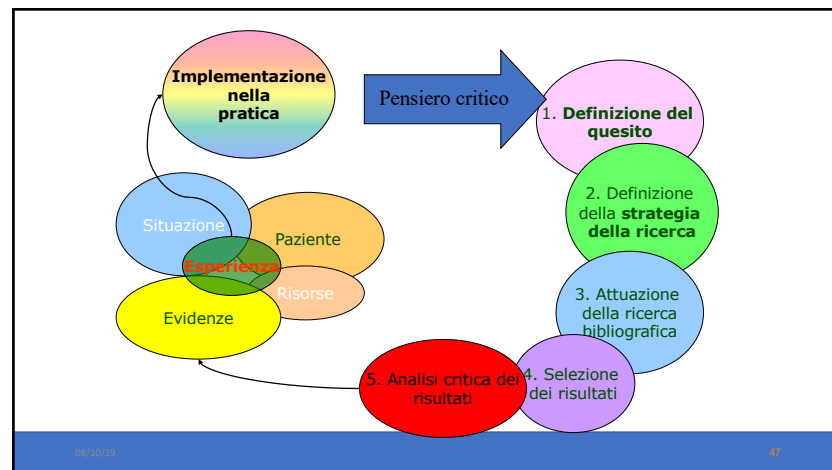 Implementazione
nella
pratica
Pensiero critico
1. Definizione del
quesito
2. Definizione
della strategia
della ricerca
3. Attuazione
della ricerca
bibliografica
4. Selezione
dei risultati
5. Analisi critica dei
risultati
Situazione
Paziente
Esperienza
Risorse
Evidenze
08/10/19
47